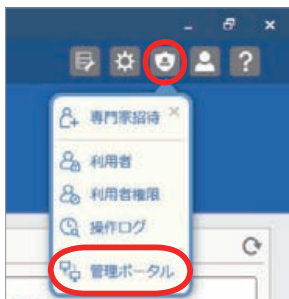 専門家招待
利用者
利用者権限
操作ログ
管理ポータル